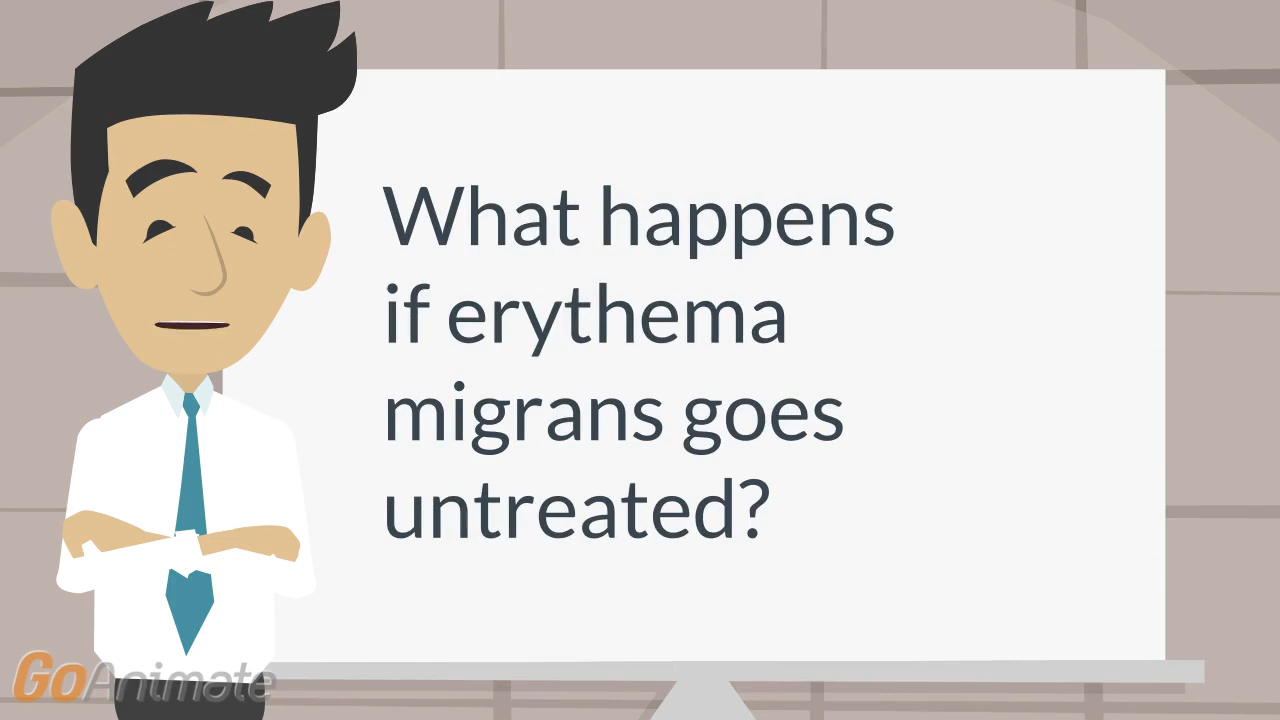 What happens
if erythema
migrans goes
untreated?
GoAnimate